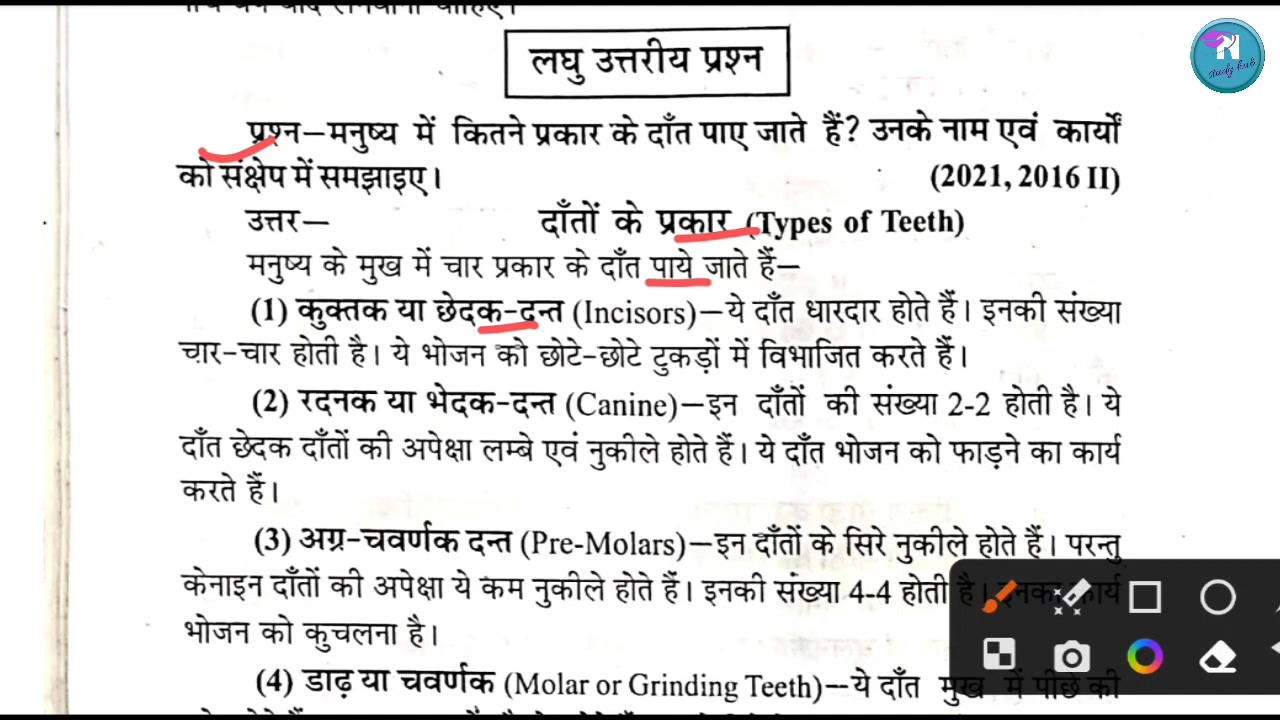 लघु उत्तरीय प्रश्न
प्रश्न–मनुष्य में कितने प्रकार के दाँत पाए जाते हैं? उनके नाम एवं कार्यों
को संक्षेप में समझाइए। (2021, 2016 II)
उत्तर– दाँतों के प्रकार (Types of Teeth)
मनुष्य के मुख में चार प्रकार के दाँत पाये जाते हैं–
(1) कुक्तक या छेदक-दन्त (Incisors)–ये दाँत धारदार होते हैं। इनकी संख्या
चार-चार होती है। ये भोजन को छोटे-छोटे टुकड़ों में विभाजित करते हैं।
(2) रदनक या भेदक-दन्त (Canine)–इन दाँतों की संख्या 2-2 होती है। ये
दाँत छेदक दाँतों की अपेक्षा लम्बे एवं नुकीले होते हैं। ये दाँत भोजन को फाड़ने का कार्य
करते हैं।
(3) अग्र-चवर्णक दन्त (Pre-Molars)–इन दाँतों के सिरे नुकीले होते हैं। परन्तु
केनाइन दाँतों की अपेक्षा ये कम नुकीले होते हैं। इनकी संख्या 4-4 होती है। इनका कार्य
भोजन को कुचलना है।
(4) डाढ़ या चवर्णक (Molar or Grinding Teeth)–ये दाँत मुख में पीछे की
study hub